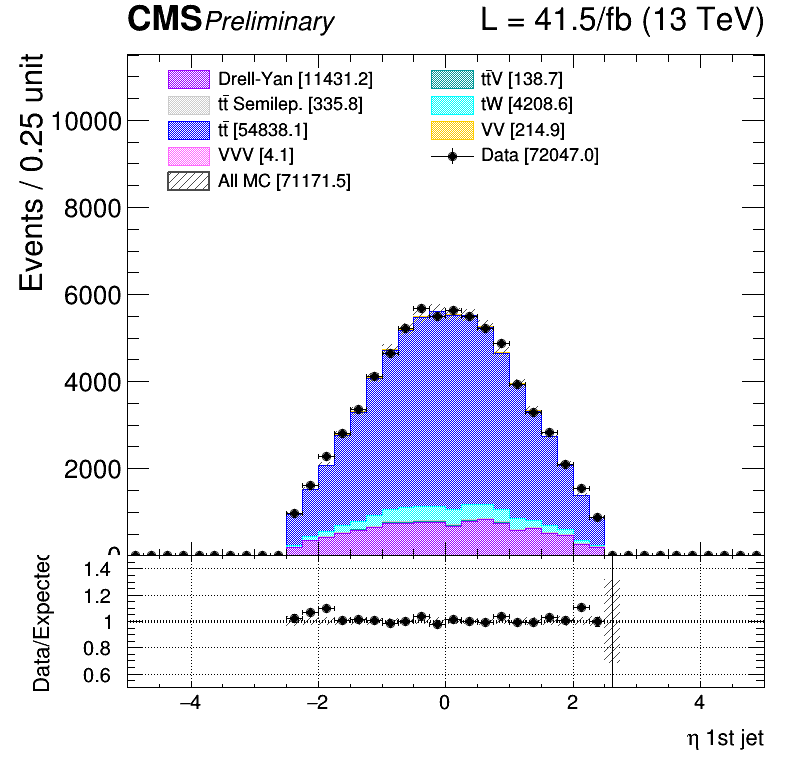 CMS Preliminary L = 41.5/fb (13 TeV)
Events / 0.25 unit
Drell-Yan [11431.2]
tt̄ Semilep. [335.8]
tt̄ [54838.1]
VVV [4.1]
All MC [71171.5]
tt̄V [138.7]
tW [4208.6]
VV [214.9]
Data [72047.0]
10000
8000
6000
4000
2000
0
Data/Expected
1.4
1.2
1
0.8
0.6
−4 −2 0 2 4
η 1st jet